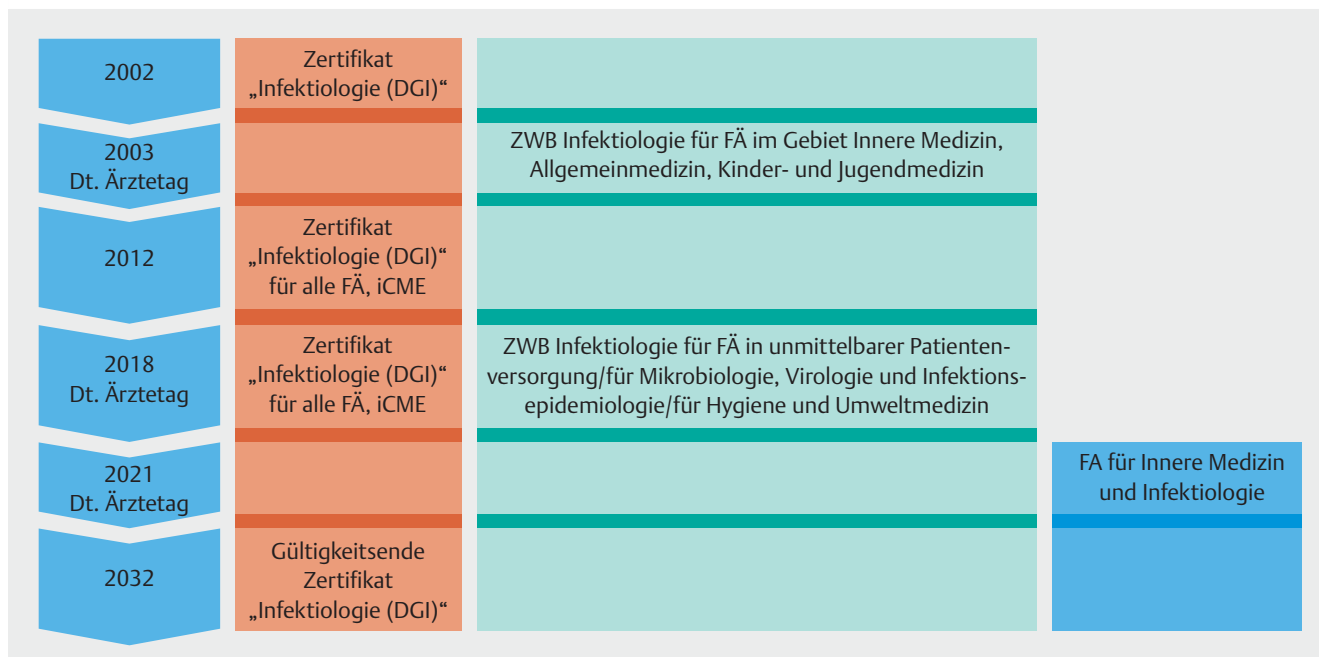 2002
Zertifikat
„Infektiologie (DGI)“
2003
Dt. Ärztetag
ZWB Infektiologie für FÄ im Gebiet Innere Medizin,
Allgemeinmedizin, Kinder- und Jugendmedizin
2012
Zertifikat
„Infektiologie (DGI)“
für alle FÄ, iCME
2018
Dt. Ärztetag
Zertifikat
„Infektiologie (DGI)“
für alle FÄ, iCME
ZWB Infektiologie für FÄ in unmittelbarer Patienten-
versorgung/für Mikrobiologie, Virologie und Infektions-
epidemiologie/für Hygiene und Umweltmedizin
2021
Dt. Ärztetag
FA für Innere Medizin
und Infektiologie
2032
Gültigkeitsende
Zertifikat
„Infektiologie (DGI)“